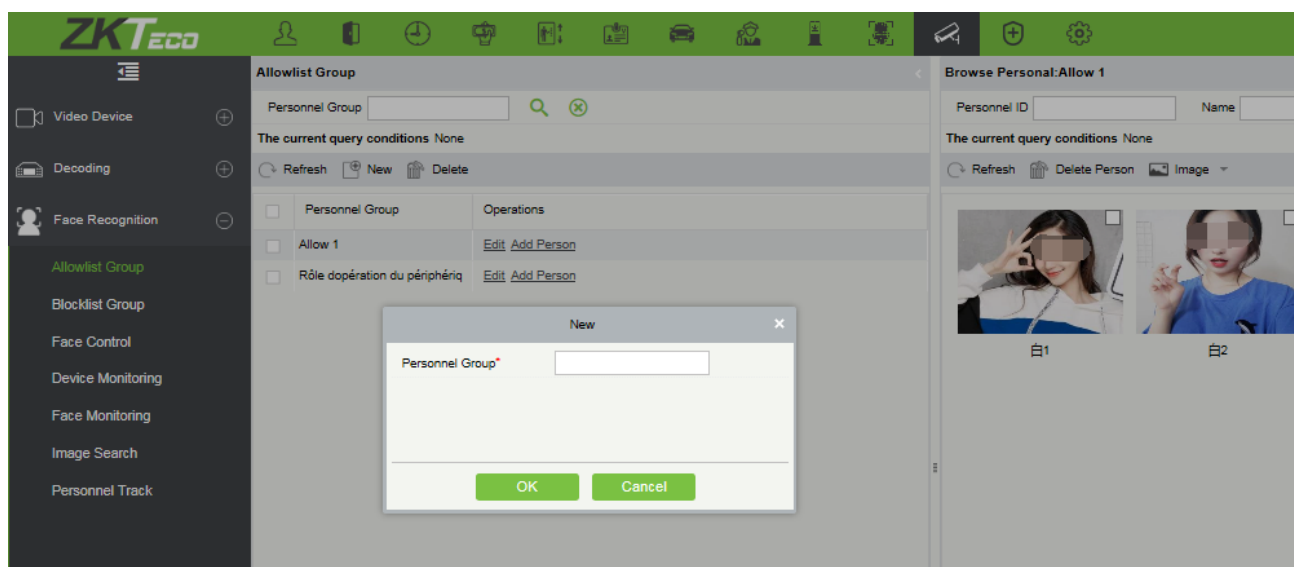 ZKTeco
Allowlist Group
Browse Personal:Allow 1
Video Device
Personnel Group
Personnel ID
Name
The current query conditions None
The current query conditions None
Decoding
Refresh New Delete
Refresh Delete Person Image
Face Recognition
Personnel Group Operations
Allow 1 Edit Add Person
Rôle dopération du périphériq Edit Add Person
Allowlist Group
Blocklist Group
Face Control
Device Monitoring
Face Monitoring
Image Search
Personnel Track
New
Personnel Group*
OK Cancel
白1 白2